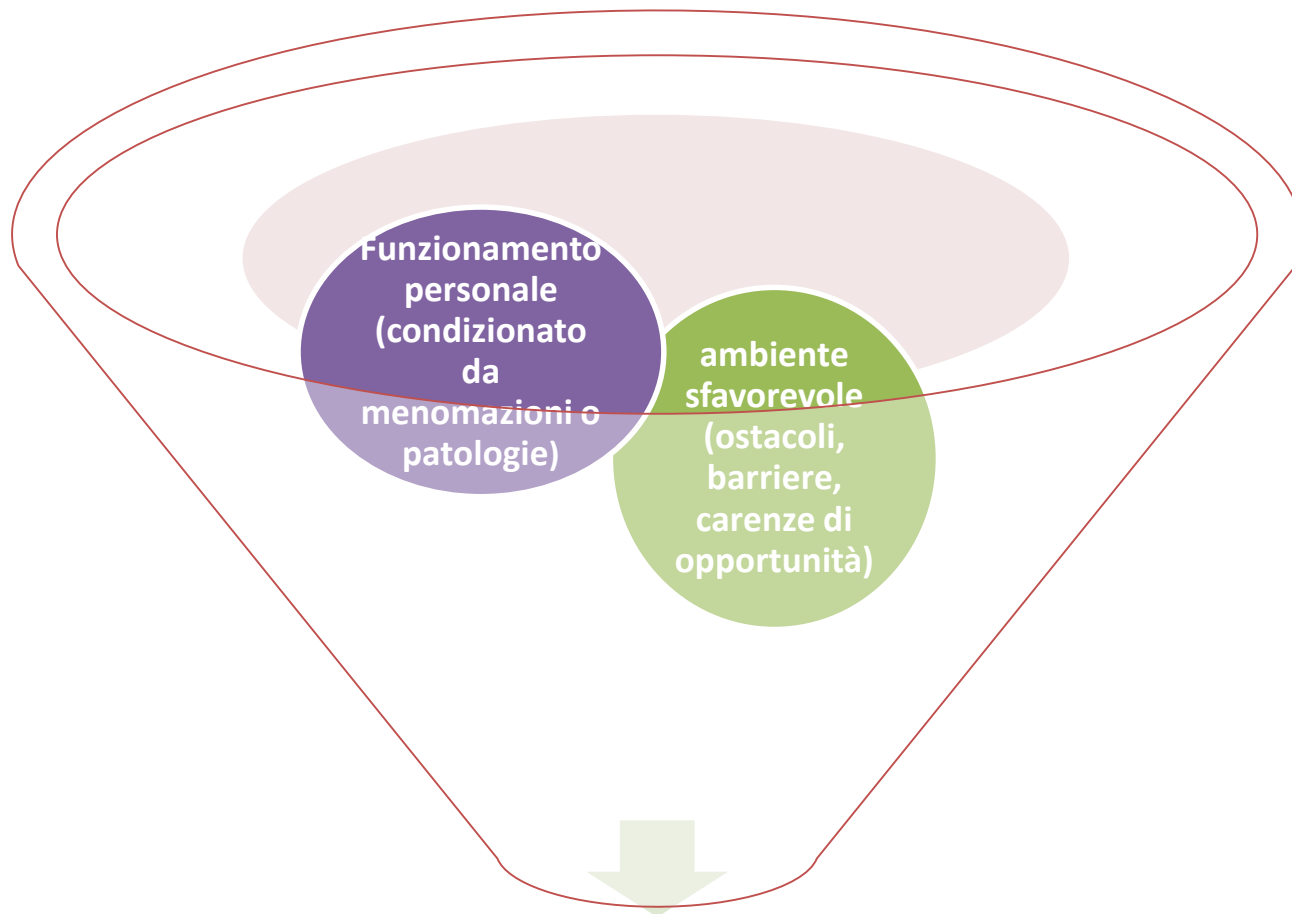 Funzionamento
personale
(condizionato
da
menomazioni o
patologie)
ambiente
sfavorevole
(ostacoli,
barriere,
carenze di
opportunità)